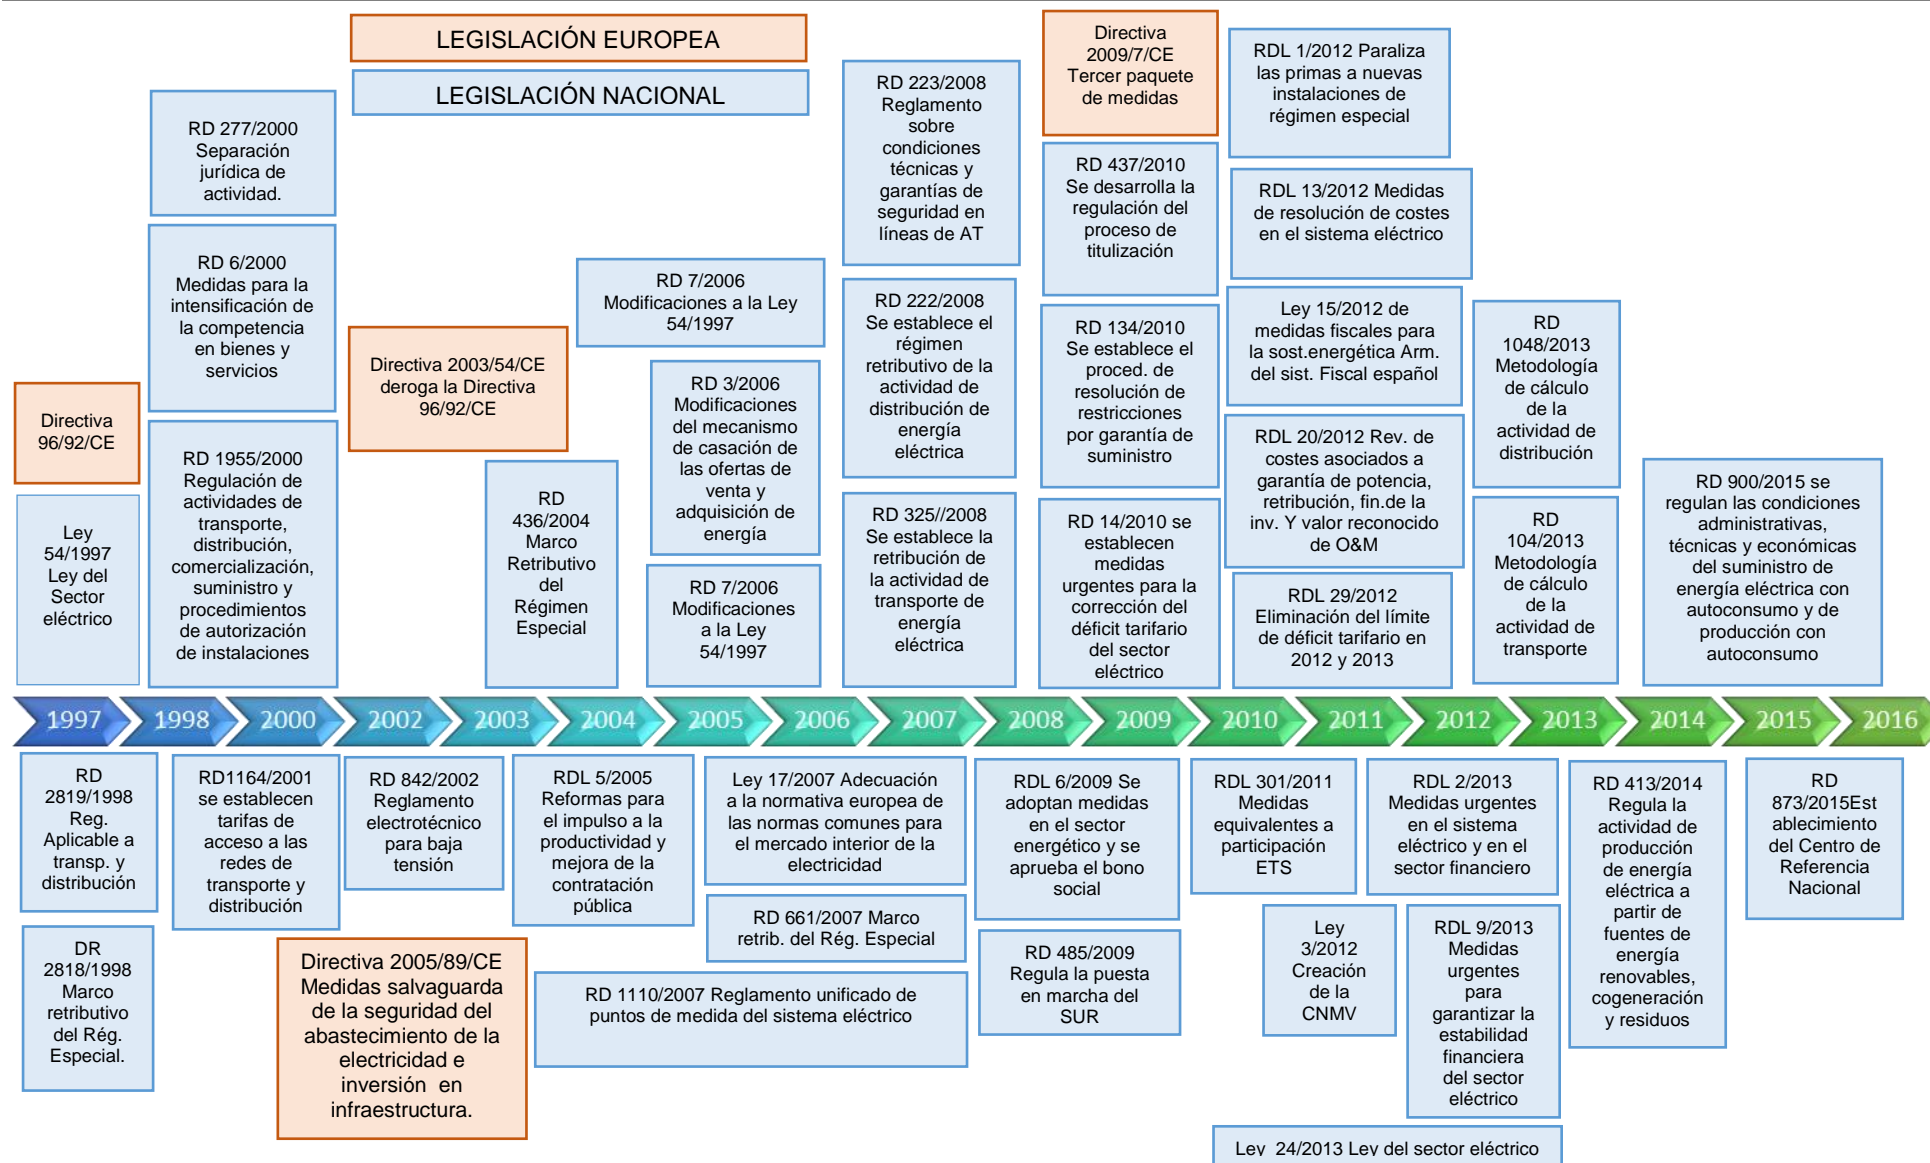 LEGISLACIÓN EUROPEA
LEGISLACIÓN NACIONAL
Directiva
96/92/CE
Ley
54/1997
Ley del
Sector
eléctrico
RD 277/2000
Separación
jurídica de
actividad.
RD 6/2000
Medidas para la
intensificación de
la competencia
en bienes y
servicios
RD 1955/2000
Regulación de
actividades de
transporte,
distribución,
comercialización,
suministro y
procedimientos
de autorización
de instalaciones
Directiva 2003/54/CE
deroga la Directiva
96/92/CE
RD
436/2004
Marco
Retributivo
del
Régimen
Especial
RD 7/2006
Modificaciones a la Ley
54/1997
RD 3/2006
Modificaciones
del mecanismo
de casación de
las ofertas de
venta y
adquisición de
energía
RD 7/2006
Modificaciones
a la Ley
54/1997
RD 223/2008
Reglamento
sobre
condiciones
técnicas y
garantías de
seguridad en
líneas de AT
RD 222/2008
Se establece el
régimen
retributivo de la
actividad de
distribución de
energía
eléctrica
RD 325//2008
Se establece la
retribución de
la actividad de
transporte de
energía
eléctrica
Directiva
2009/7/CE
Tercer paquete
de medidas
RD 437/2010
Se desarrolla la
regulación del
proceso de
titulización
RD 134/2010
Se establece el
proced. de
resolución de
restricciones
por garantía de
suministro
RD 14/2010 se
establecen
medidas
urgentes para la
corrección del
déficit tarifario
del sector
eléctrico
RDL 1/2012 Paraliza
las primas a nuevas
instalaciones de
régimen especial
RDL 13/2012 Medidas
de resolución de costes
en el sistema eléctrico
Ley 15/2012 de
medidas fiscales para
la sost.energética Arm.
del sist. Fiscal español
RDL 20/2012 Rev. de
costes asociados a
garantía de potencia,
retribución, fin.de la
inv. Y valor reconocido
de O&M
RDL 29/2012
Eliminación del límite
de déficit tarifario en
2012 y 2013
RD
1048/2013
Metodología
de cálculo
de la
actividad de
distribución
RD
104/2013
Metodología
de cálculo
de la
actividad de
transporte
RD 900/2015 se
regulan las condiciones
administrativas,
técnicas y económicas
del suministro de
energía eléctrica con
autoconsumo y de
producción con
autoconsumo
1997 1998 2000 2002 2003 2004 2005 2006 2007 2008 2009 2010 2011 2012 2013 2014 2015 2016
RD
2819/1998
Reg.
Aplicable a
transp. y
distribución
DR
2818/1998
Marco
retributivo
del Rég.
Especial.
RD1164/2001
se establecen
tarifas de
acceso a las
redes de
transporte y
distribución
RD 842/2002
Reglamento
electrotécnico
para baja
tensión
Directiva 2005/89/CE
Medidas salvaguarda
de la seguridad del
abastecimiento de la
electricidad e
inversión en
infraestructura.
RDL 5/2005
Reformas para
el impulso a la
productividad y
mejora de la
contratación
pública
Ley 17/2007 Adecuación
a la normativa europea de
las normas comunes para
el mercado interior de la
electricidad
RD 661/2007 Marco
retrib. del Rég. Especial
RD 1110/2007 Reglamento unificado de
puntos de medida del sistema eléctrico
RDL 6/2009 Se
adoptan medidas
en el sector
energético y se
aprueba el bono
social
RD 485/2009
Regula la puesta
en marcha del
SUR
RDL 301/2011
Medidas
equivalentes a
participación
ETS
Ley
3/2012
Creación
de la
CNMV
RDL 2/2013
Medidas urgentes
en el sistema
eléctrico y en el
sector financiero
RDL 9/2013
Medidas
urgentes
para
garantizar la
estabilidad
financiera
del sector
eléctrico
Ley 24/2013 Ley del sector eléctrico
RD 413/2014
Regula la
actividad de
producción
de energía
eléctrica a
partir de
fuentes de
energía
renovables,
cogeneración
y residuos
RD
873/2015Est
ablecimiento
del Centro de
Referencia
Nacional